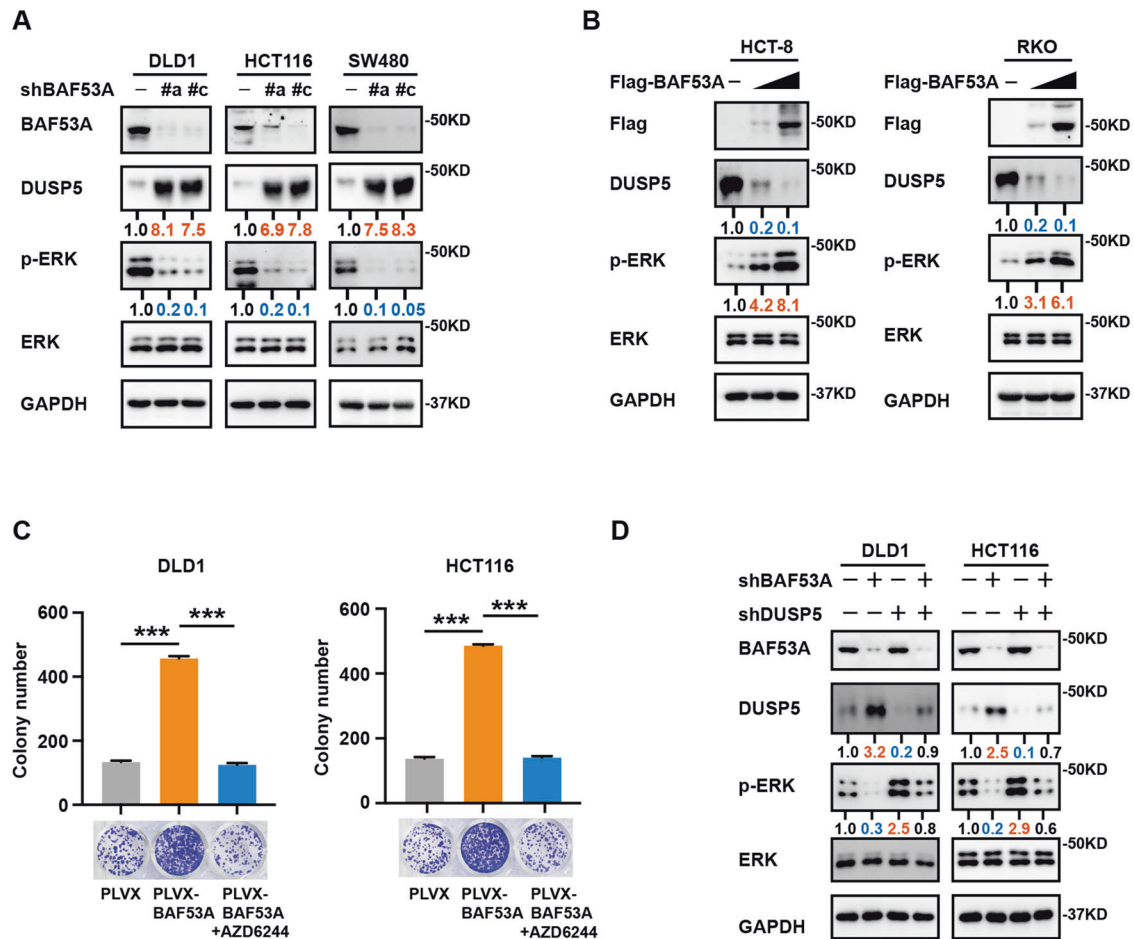 A
DLD1 HCT116 SW480
shBAF53A – #a #c – #a #c – #a #c
BAF53A -50KD
DUSP5 -50KD
1.0 8.1 7.5 1.0 6.9 7.8 1.0 7.5 8.3
p-ERK -50KD
1.0 0.2 0.1 1.0 0.2 0.1 1.0 0.1 0.05
ERK -50KD
GAPDH -37KD
B
HCT-8
Flag-BAF53A –
Flag -50KD
DUSP5 -50KD
1.0 0.2 0.1
p-ERK -50KD
1.0 4.2 8.1
ERK -50KD
GAPDH -37KD
RKO
Flag-BAF53A –
Flag -50KD
DUSP5 -50KD
1.0 0.2 0.1
p-ERK -50KD
1.0 3.1 6.1
ERK -50KD
GAPDH -37KD
C
DLD1
Colony number
600
400
200
0
*** ***
PLVX PLVX-BAF53A PLVX-BAF53A+AZD6244
HCT116
Colony number
600
400
200
0
*** ***
PLVX PLVX-BAF53A PLVX-BAF53A+AZD6244
D
DLD1 HCT116
shBAF53A – + – + – + – +
shDUSP5 – – + + – – + +
BAF53A -50KD
DUSP5 -50KD
1.0 3.2 0.2 0.9 1.0 2.5 0.1 0.7
p-ERK -50KD
1.0 0.3 2.5 0.8 1.0 0.2 2.9 0.6
ERK -50KD
GAPDH -37KD